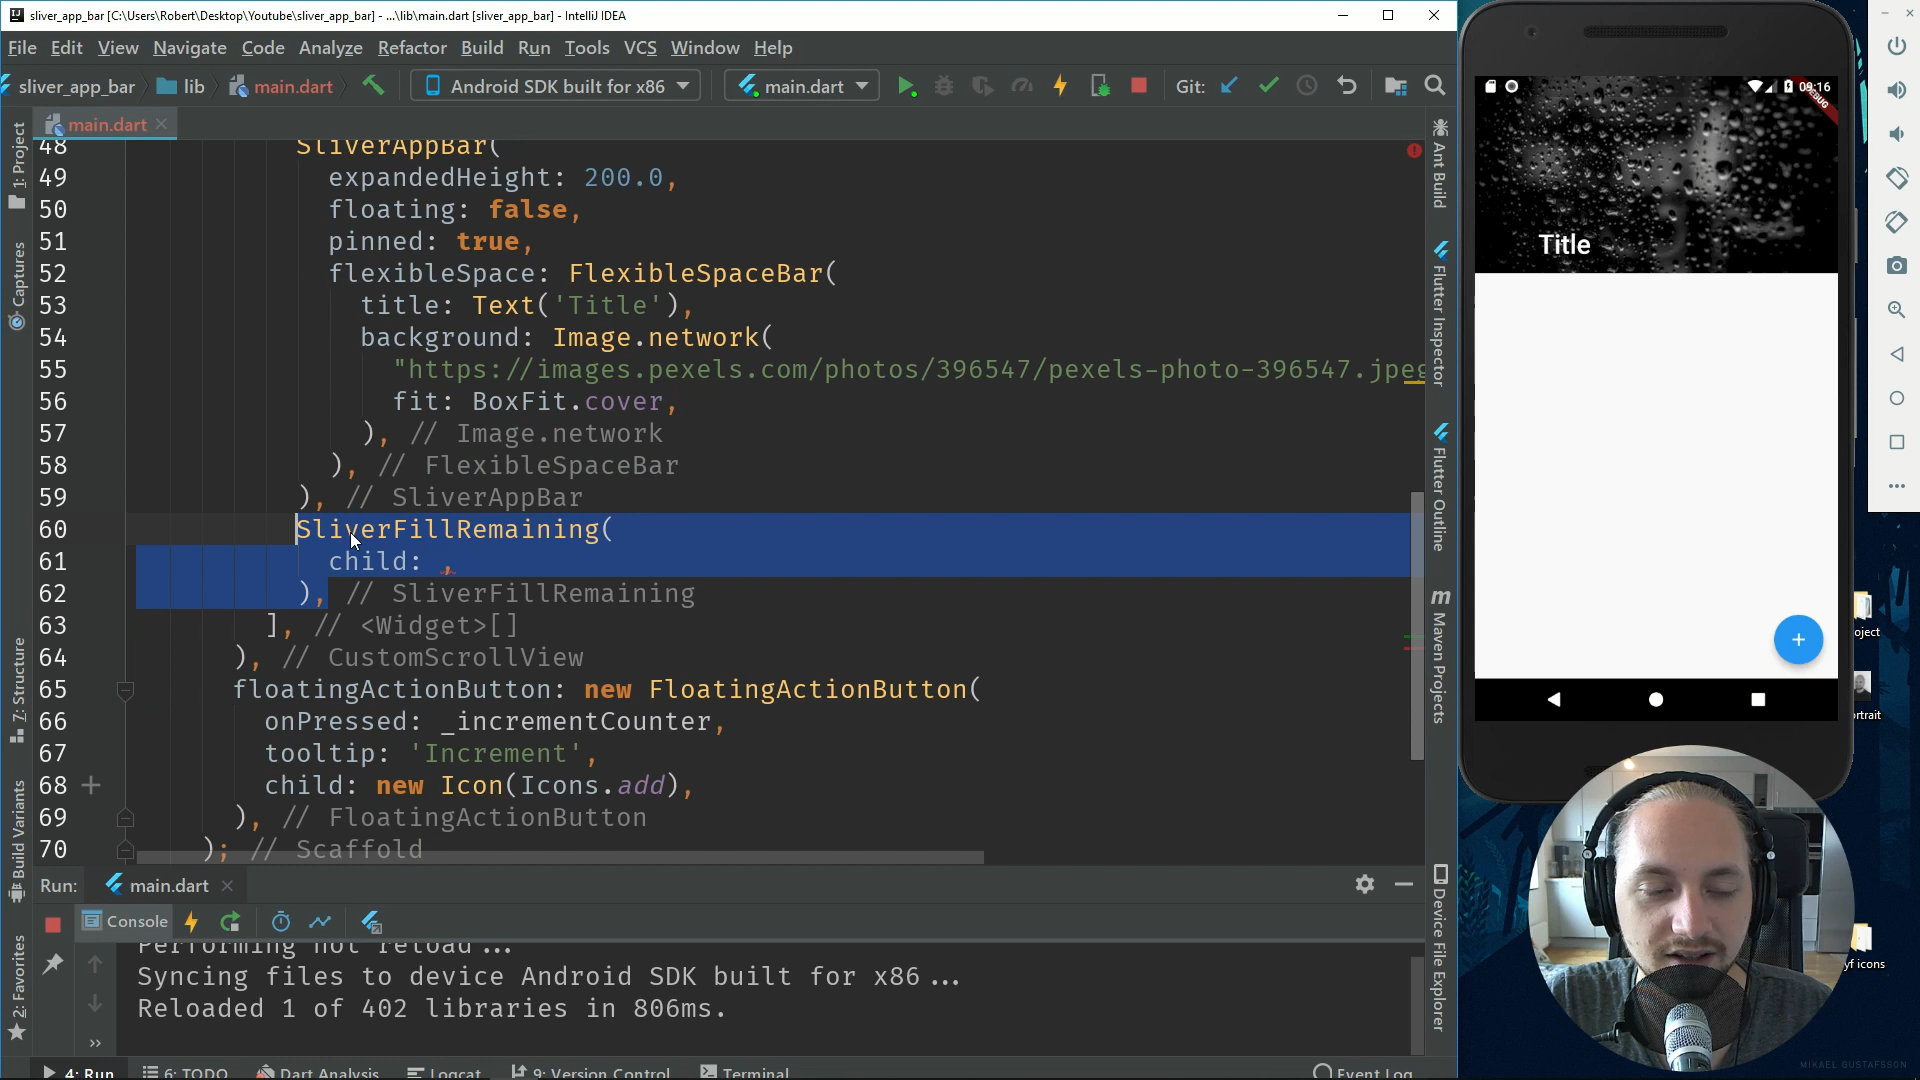 sliver_app_bar [C:\Users\Robert\Desktop\Youtube\sliver_app_bar] - ...\lib\main.dart [sliver_app_bar] - IntelliJ IDEA
File Edit View Navigate Code Analyze Refactor Build Run Tools VCS Window Help
sliver_app_bar lib main.dart Android SDK built for x86 main.dart Git:
main.dart
1: Project
Captures
7: Structure
Build Variants
2: Favorites
48 SliverAppBar(
49 expandedHeight: 200.0,
50 floating: false,
51 pinned: true,
52 flexibleSpace: FlexibleSpaceBar(
53 title: Text('Title'),
54 background: Image.network(
55 "https://images.pexels.com/photos/396547/pexels-photo-396547.jpeg
56 fit: BoxFit.cover,
57 ), // Image.network
58 ), // FlexibleSpaceBar
59 ), // SliverAppBar
60 SliverFillRemaining(
61 child: ,
62 ), // SliverFillRemaining
63 ], // <Widget>[]
64 ), // CustomScrollView
65 floatingActionButton: new FloatingActionButton(
66 onPressed: _incrementCounter,
67 tooltip: 'Increment',
68 child: new Icon(Icons.add),
69 ), // FloatingActionButton
70 ); // Scaffold
Ant Build
Flutter Inspector
Flutter Outline
Maven Projects
Device File Explorer
Run: main.dart
Console
Performing hot reload...
Syncing files to device Android SDK built for x86...
Reloaded 1 of 402 libraries in 806ms.
4: Run 6: TODO Dart Analysis Logcat 9: Version Control Terminal Event Log
09:16
DEBUG
Title
oject
rtrait
yf icons
MIKAEL GUSTAFSSON